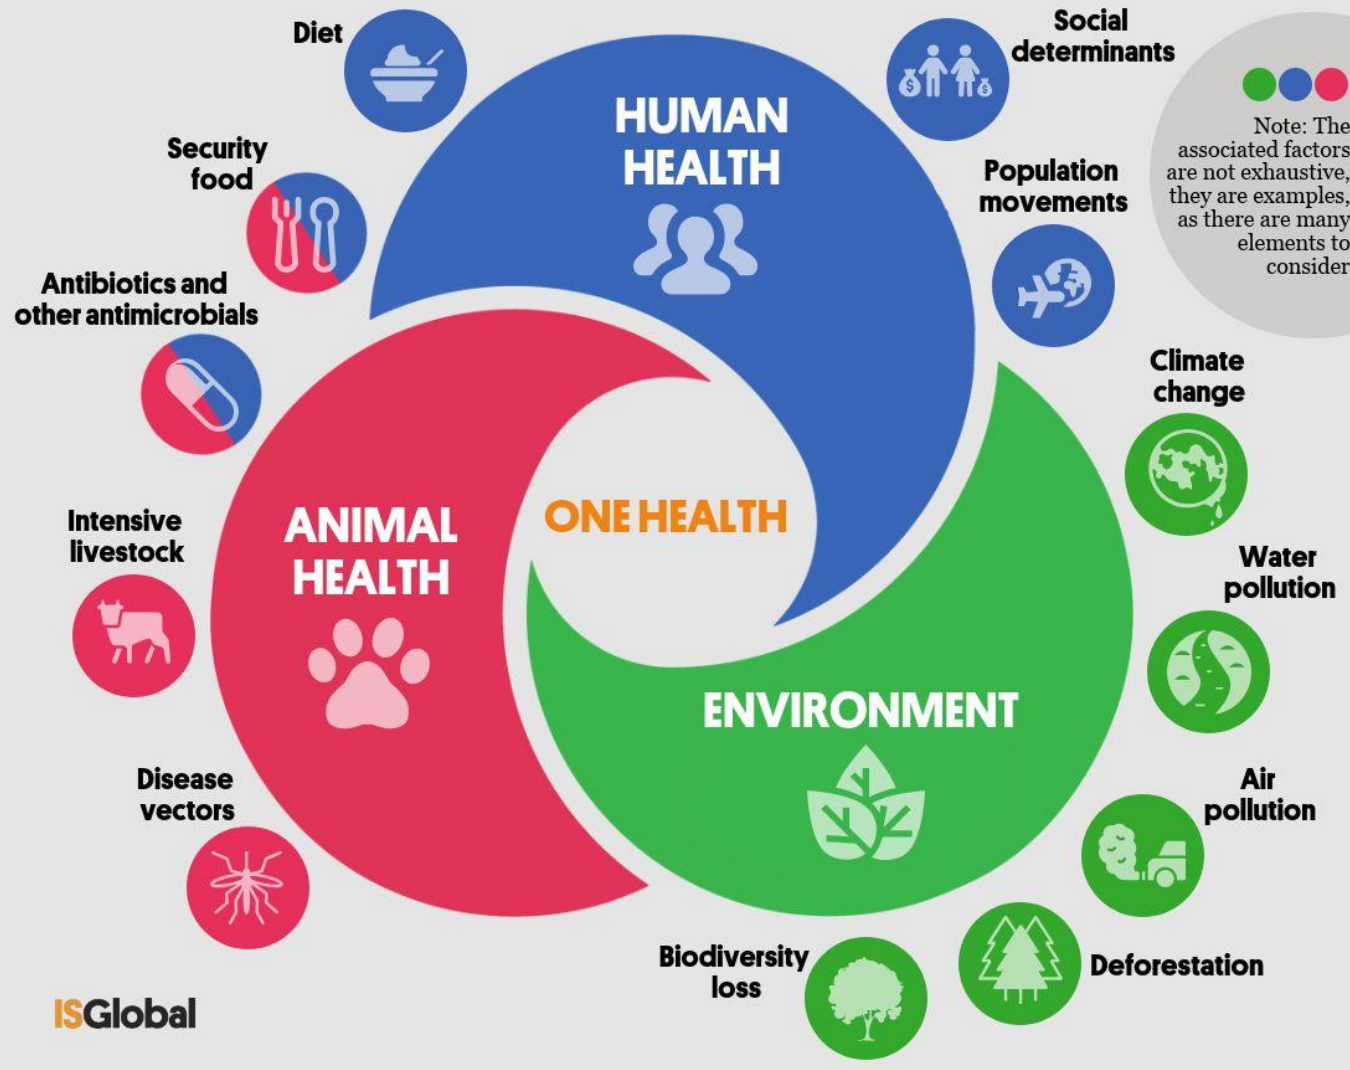 Diet
Social
determinants
HUMAN
HEALTH
Security
food
Population
movements
Note: The
associated factors
are not exhaustive,
they are examples,
as there are many
elements to
consider
Antibiotics and
other antimicrobials
Climate
change
Intensive
livestock
ANIMAL
HEALTH
ONE HEALTH
Water
pollution
ENVIRONMENT
Disease
vectors
Air
pollution
Biodiversity
loss
Deforestation
ISGlobal